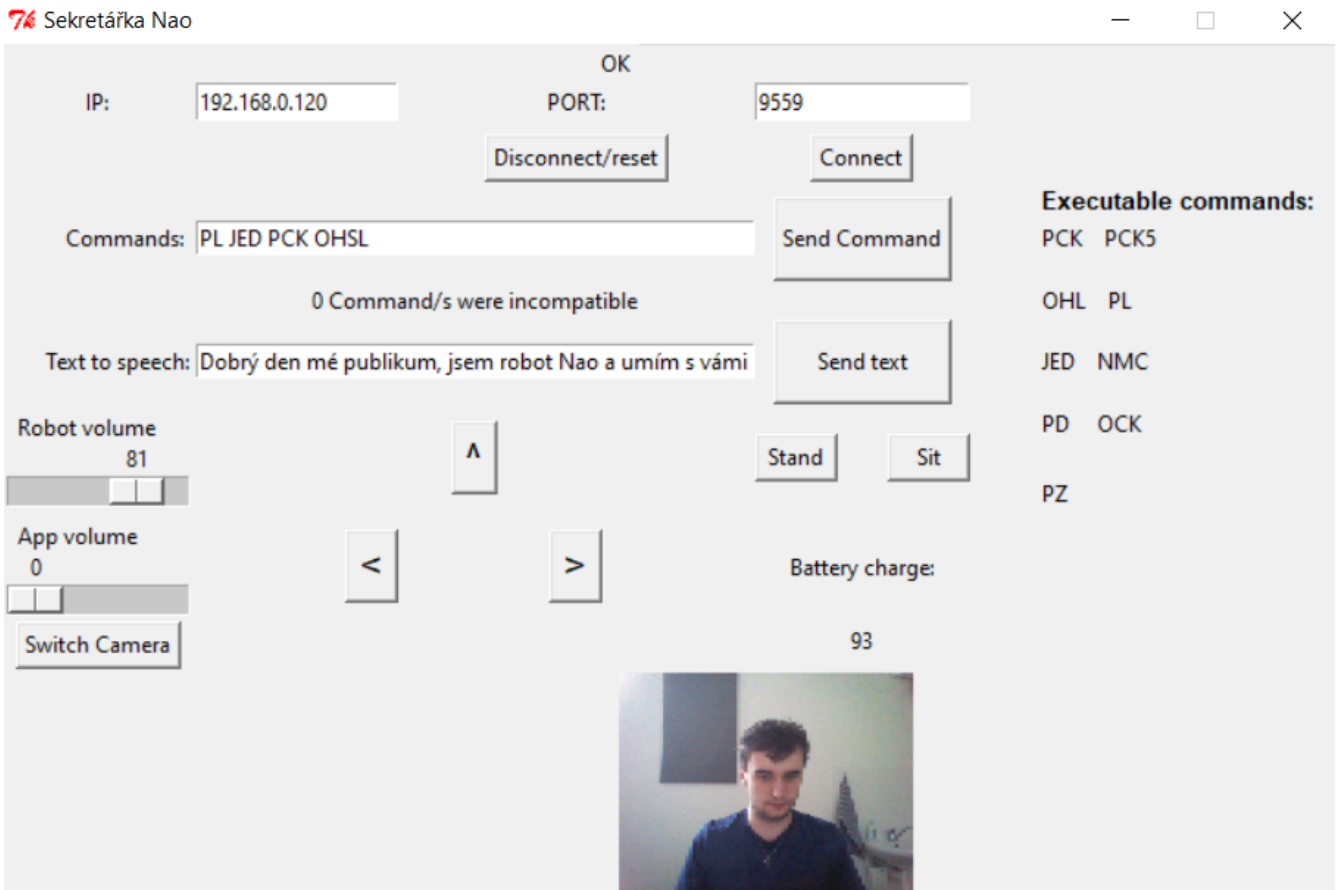 Sekretářka Nao
OK
IP: 192.168.0.120 PORT: 9559
Disconnect/reset Connect
Executable commands:
Commands: PL JED PCK OHSL Send Command PCK PCK5
0 Command/s were incompatible OHL PL
Text to speech: Dobrý den mé publikum, jsem robot Nao a umím s vámi Send text JED NMC
Robot volume PD OCK
81 ʌ Stand Sit
PZ
App volume
0 < > Battery charge:
Switch Camera 93